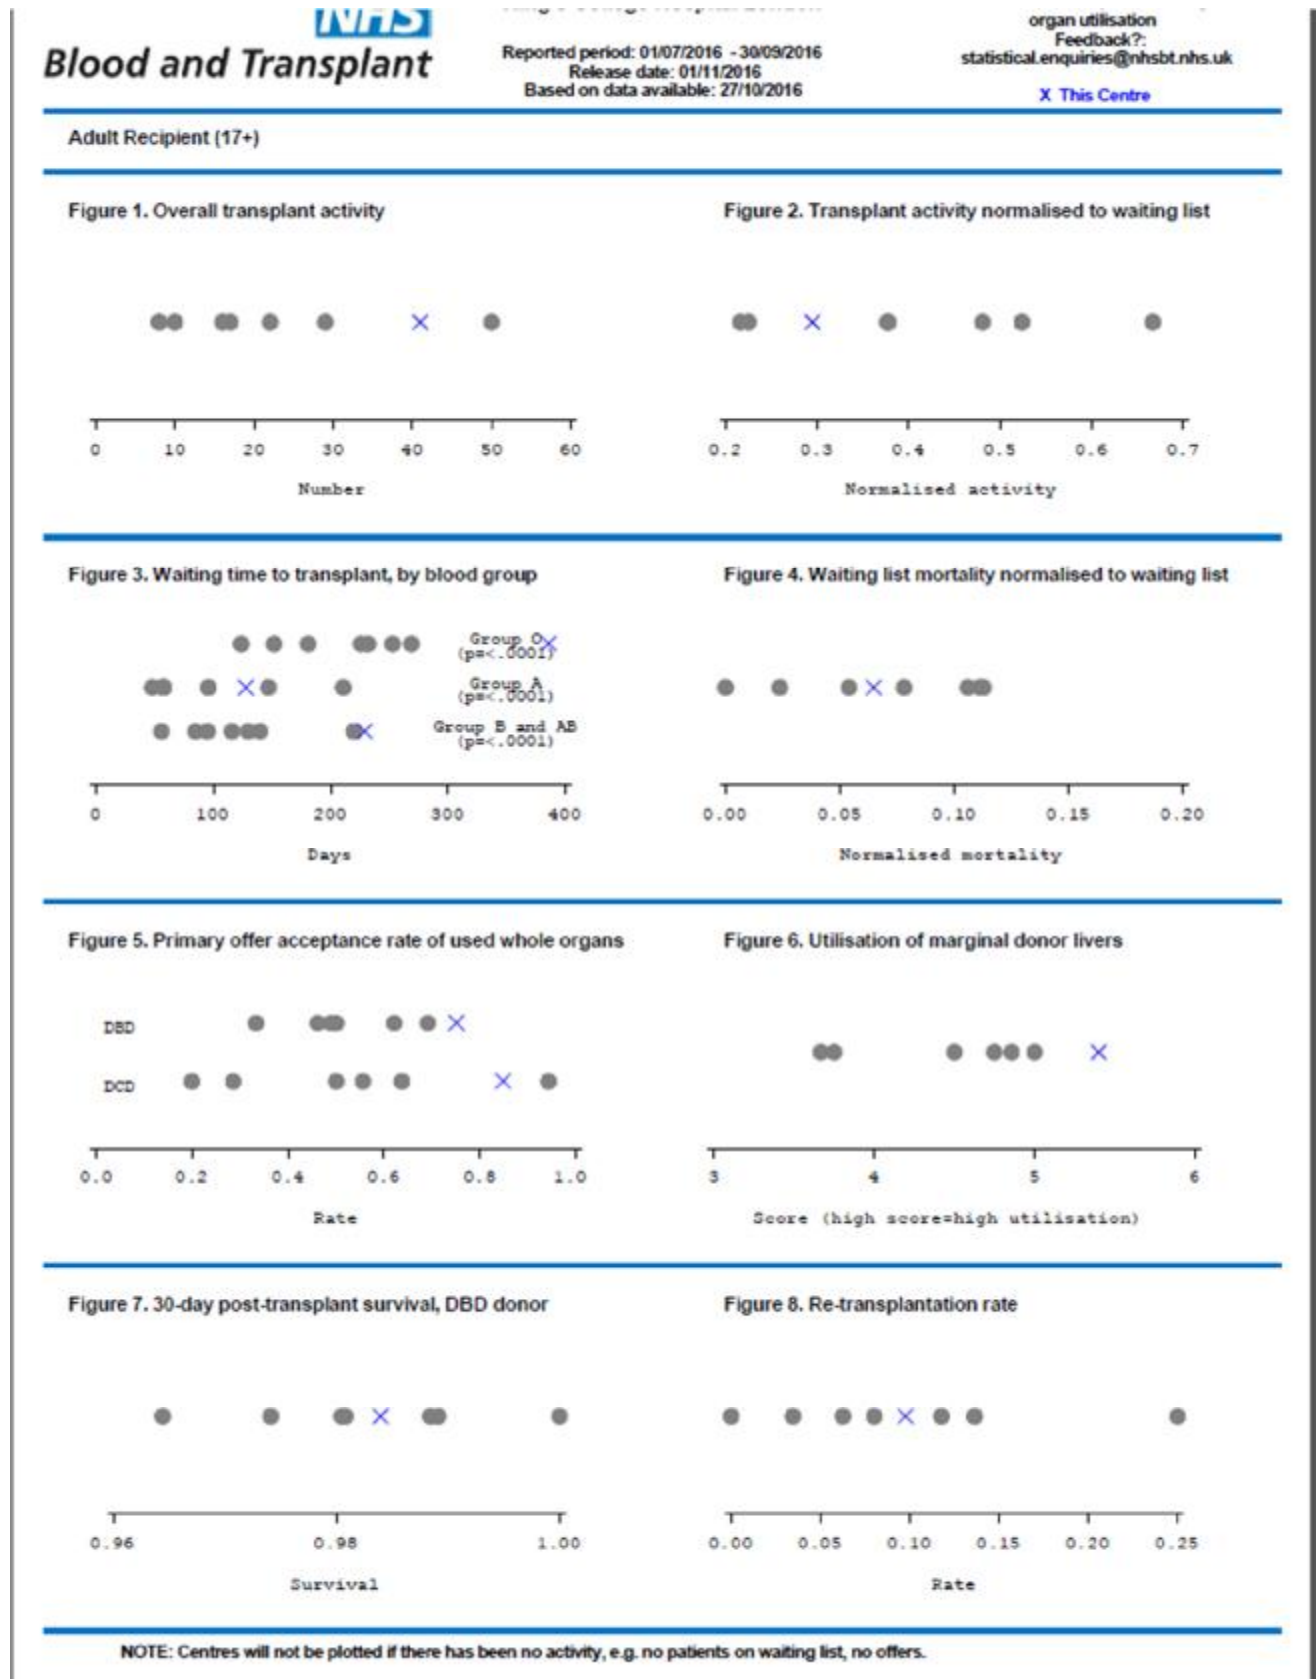 NHS
Blood and Transplant
Reported period: 01/07/2016 - 30/09/2016
Release date: 01/11/2016
Based on data available: 27/10/2016
organ utilisation
Feedback?:
statistical.enquiries@nhsbt.nhs.uk
X This Centre
Adult Recipient (17+)
Figure 1. Overall transplant activity
0 10 20 30 40 50 60
Number
Figure 2. Transplant activity normalised to waiting list
0.2 0.3 0.4 0.5 0.6 0.7
Normalised activity
Figure 3. Waiting time to transplant, by blood group
Group O
(p=<.0001)
Group A
(p=<.0001)
Group B and AB
(p=<.0001)
0 100 200 300 400
Days
Figure 4. Waiting list mortality normalised to waiting list
0.00 0.05 0.10 0.15 0.20
Normalised mortality
Figure 5. Primary offer acceptance rate of used whole organs
DBD
DCD
0.0 0.2 0.4 0.6 0.8 1.0
Rate
Figure 6. Utilisation of marginal donor livers
3 4 5 6
Score (high score=high utilisation)
Figure 7. 30-day post-transplant survival, DBD donor
0.96 0.98 1.00
Survival
Figure 8. Re-transplantation rate
0.00 0.05 0.10 0.15 0.20 0.25
Rate
NOTE: Centres will not be plotted if there has been no activity, e.g. no patients on waiting list, no offers.